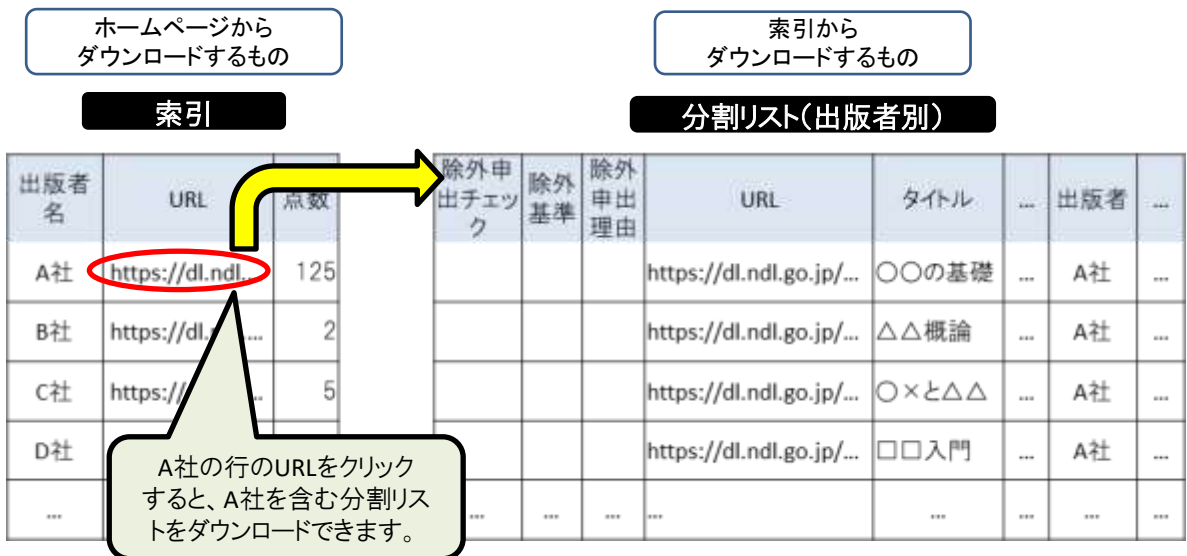 ホームページから
ダウンロードするもの
索引から
ダウンロードするもの
索引
分割リスト(出版者別)
出版者名 URL 点数
A社 https://dl.ndl... 125
B社 https://dl. ... 2
C社 https:// 5
D社
...
除外申出チェック 除外基準 除外申出理由 URL タイトル ... 出版者 ...
https://dl.ndl.go.jp/... 〇〇の基礎 ... A社 ...
https://dl.ndl.go.jp/... △△概論 ... A社 ...
https://dl.ndl.go.jp/... 〇×と△△ ... A社 ...
https://dl.ndl.go.jp/... □□入門 ... A社 ...
... ... ... ... ... ... ... ...
A社の行のURLをクリック
すると、A社を含む分割リス
トをダウンロードできます。